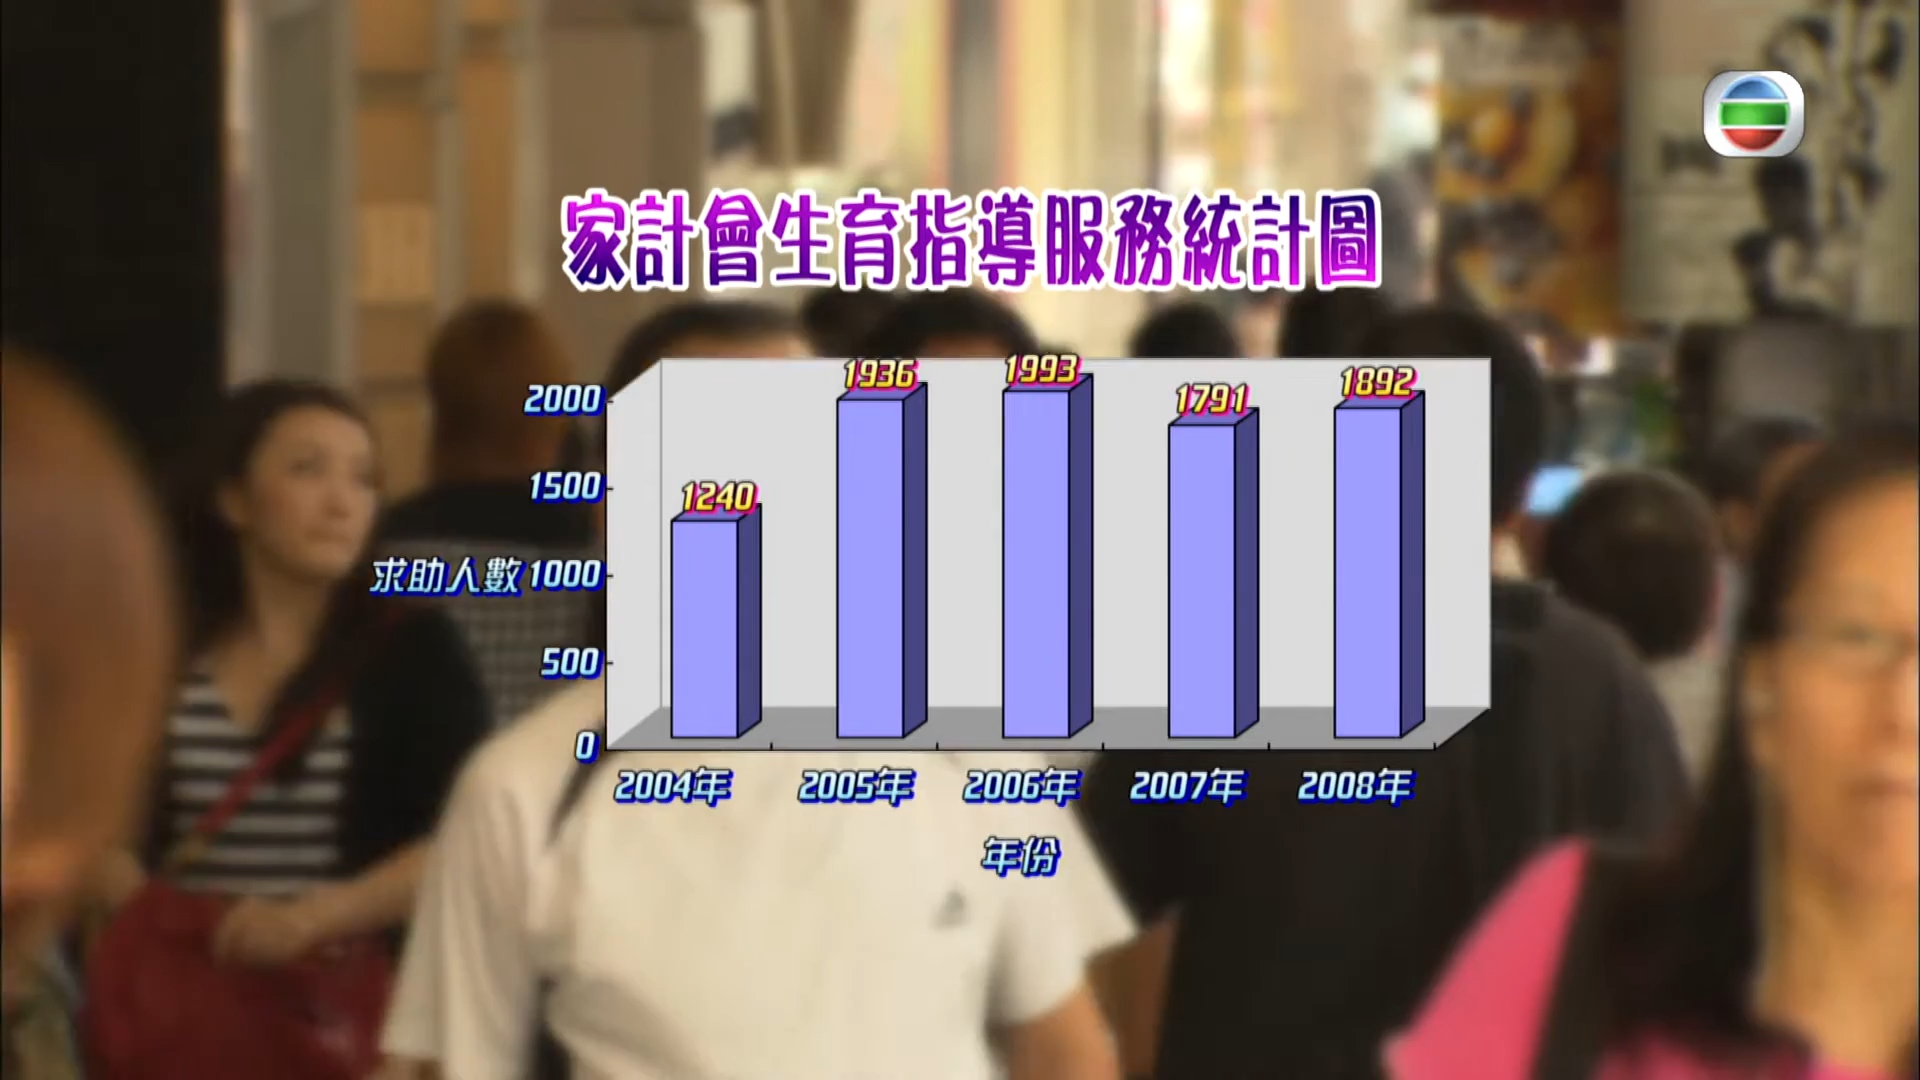 家計會生育指導服務統計圖
1936
1993
2000
1791
1892
1500
1240
求助人數
1000
500
0
2004年
2005年
2006年
2007年
2008年
年份